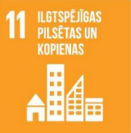 11 ILGTSPĒJĪGAS
PILSĒTAS UN
KOPIENAS